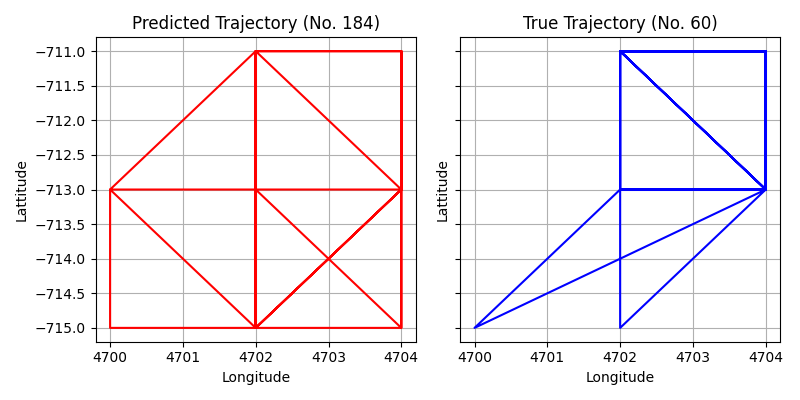 Predicted Trajectory (No. 184)
True Trajectory (No. 60)
−711.0
−711.5
−712.0
−712.5
−713.0
−713.5
−714.0
−714.5
−715.0
Lattitude
Lattitude
4700 4701 4702 4703 4704
4700 4701 4702 4703 4704
Longitude
Longitude